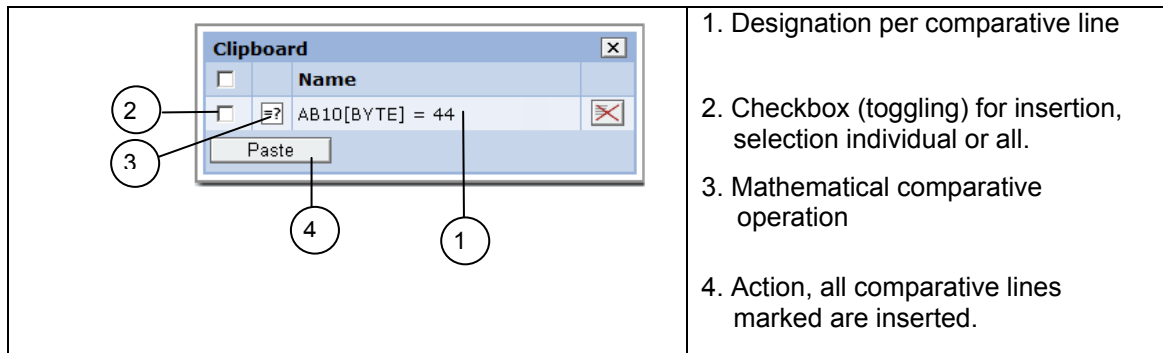 Clipboard
Name
AB10[BYTE] = 44
Paste
2
3
4
1
1. Designation per comparative line
2. Checkbox (toggling) for insertion,
selection individual or all.
3. Mathematical comparative
operation
4. Action, all comparative lines
marked are inserted.